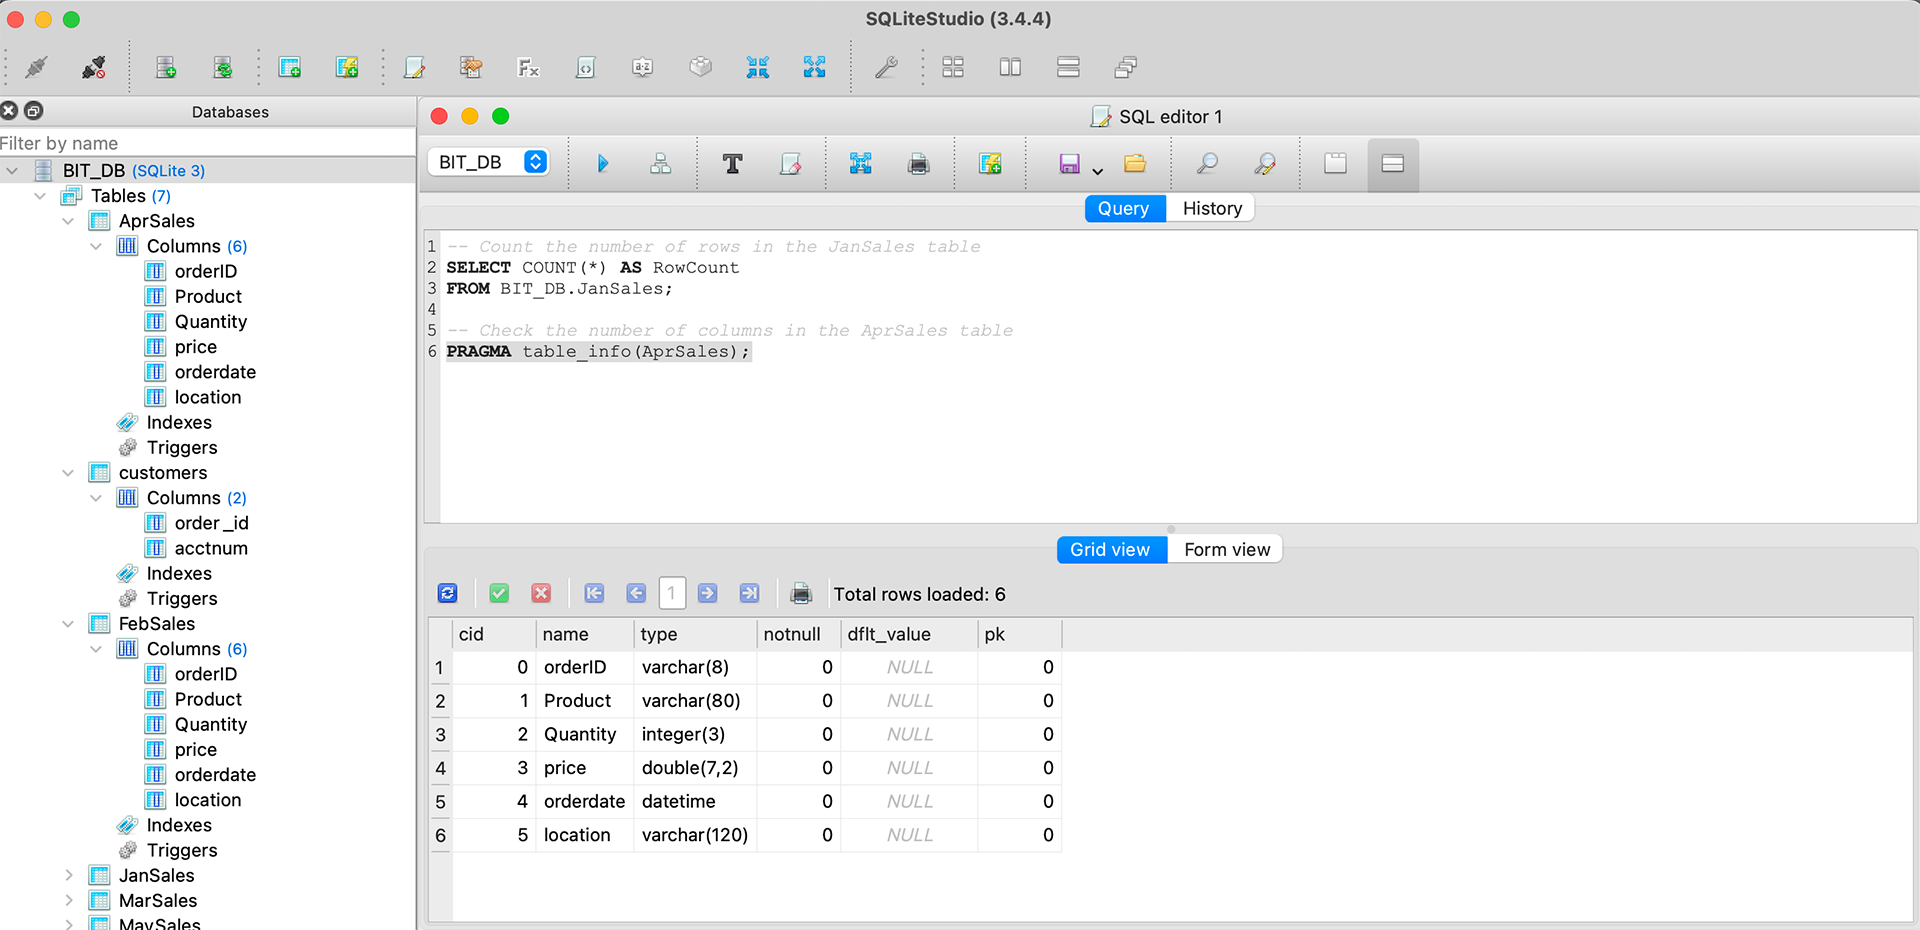 SQLiteStudio (3.4.4)
Databases
Filter by name
BIT_DB (SQLite 3)
Tables (7)
AprSales
Columns (6)
orderID
Product
Quantity
price
orderdate
location
Indexes
Triggers
customers
Columns (2)
order_id
acctnum
Indexes
Triggers
FebSales
Columns (6)
orderID
Product
Quantity
price
orderdate
location
Indexes
Triggers
JanSales
MarSales
MaySales
SQL editor 1
BIT_DB
Query History
1 -- Count the number of rows in the JanSales table
2 SELECT COUNT(*) AS RowCount
3 FROM BIT_DB.JanSales;
4
5 -- Check the number of columns in the AprSales table
6 PRAGMA table_info(AprSales);
Grid view Form view
1 Total rows loaded: 6
cid name type notnull dflt_value pk
1 0 orderID varchar(8) 0 NULL 0
2 1 Product varchar(80) 0 NULL 0
3 2 Quantity integer(3) 0 NULL 0
4 3 price double(7,2) 0 NULL 0
5 4 orderdate datetime 0 NULL 0
6 5 location varchar(120) 0 NULL 0